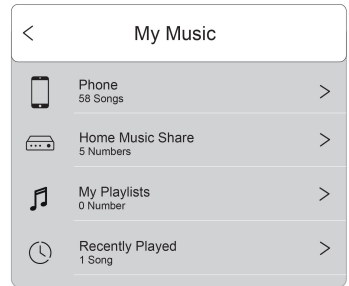 My Music
Phone
58 Songs
Home Music Share
5 Numbers
My Playlists
0 Number
Recently Played
1 Song